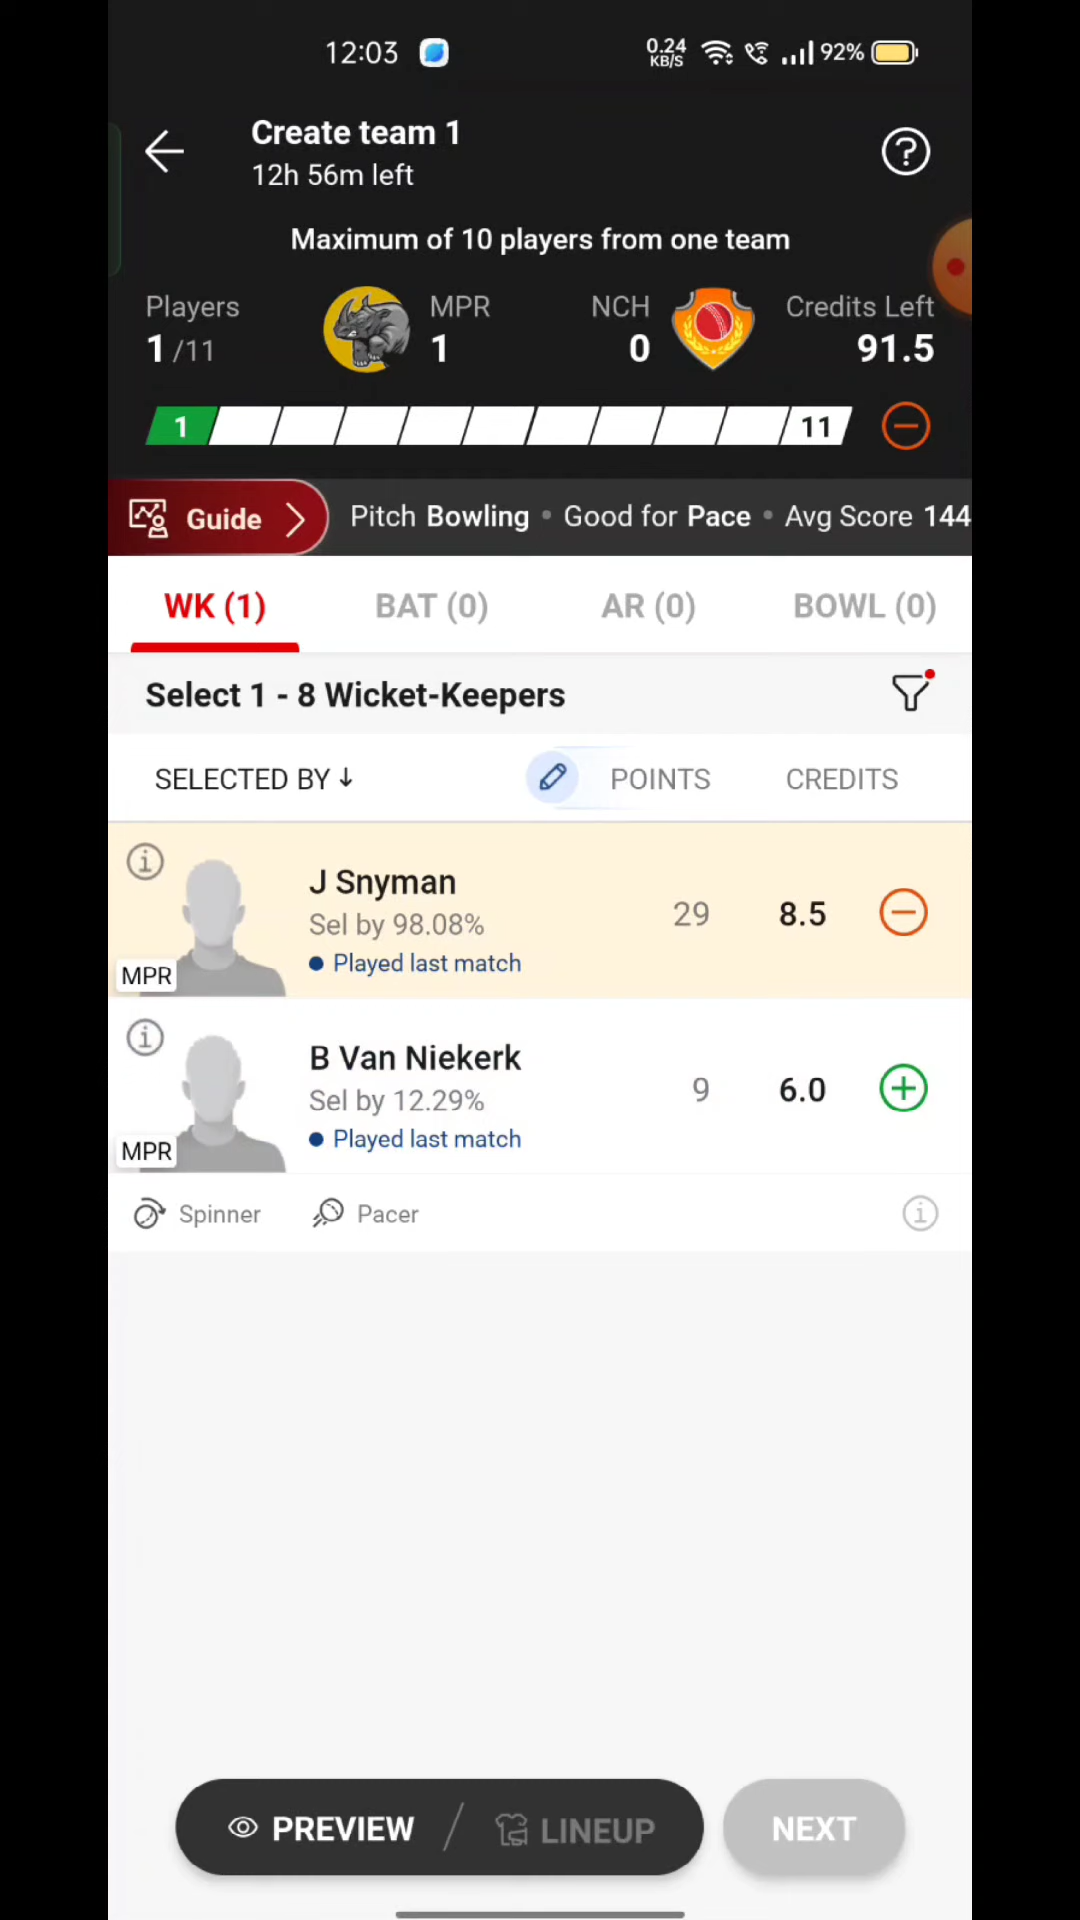 12:03
0.24 KB/S
92%
Create team 1
12h 56m left
Maximum of 10 players from one team
Players MPR NCH Credits Left
1 /11 1 0 91.5
1 11
Guide Pitch Bowling • Good for Pace • Avg Score 144
WK (1) BAT (0) AR (0) BOWL (0)
Select 1 - 8 Wicket-Keepers
SELECTED BY ↓ POINTS CREDITS
J Snyman
Sel by 98.08% 29 8.5
• Played last match
MPR
B Van Niekerk
Sel by 12.29% 9 6.0
• Played last match
MPR
Spinner Pacer
PREVIEW / LINEUP NEXT